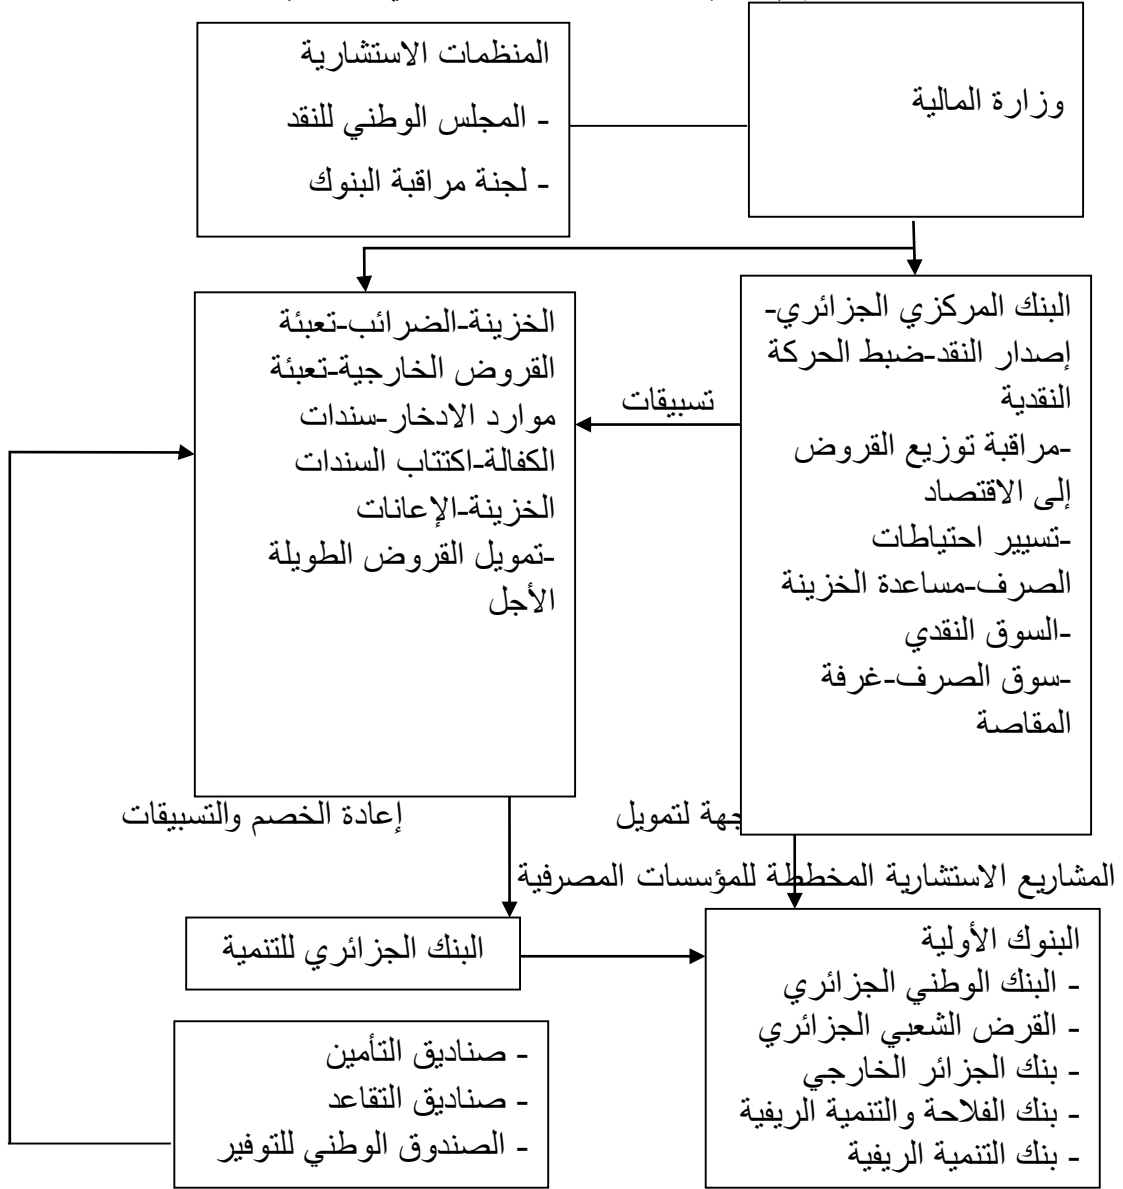 وزارة المالية
المنظمات الاستشارية
- المجلس الوطني للنقد
- لجنة مراقبة البنوك
البنك المركزي الجزائري-
إصدار النقد-ضبط الحركة
النقدية
-مراقبة توزيع القروض
إلى الاقتصاد
-تسيير احتياطات
الصرف-مساعدة الخزينة
-السوق النقدي
-سوق الصرف-غرفة
المقاصة
تسبيقات
الخزينة-الضرائب-تعبئة
القروض الخارجية-تعبئة
موارد الادخار-سندات
الكفالة-اكتتاب السندات
الخزينة-الإعانات
-تمويل القروض الطويلة
الأجل
لتمويل
إعادة الخصم والتسبيقات
المشاريع الاستشارية المخططة للمؤسسات المصرفية
البنك الجزائري للتنمية
البنوك الأولية
- البنك الوطني الجزائري
- القرض الشعبي الجزائري
- بنك الجزائر الخارجي
- بنك الفلاحة والتنمية الريفية
- بنك التنمية الريفية
- صناديق التأمين
- صناديق التقاعد
- الصندوق الوطني للتوفير